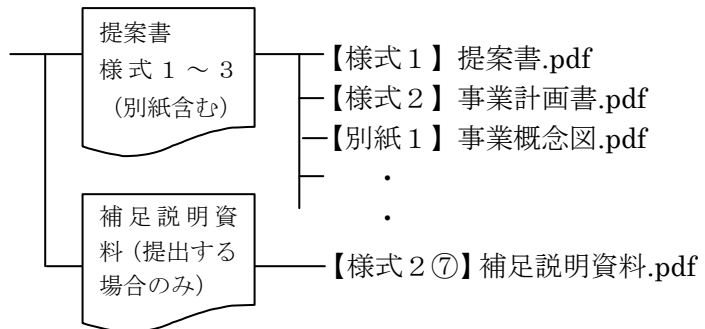 提案書
様式１～３
（別紙含む）
【様式１】提案書.pdf
【様式２】事業計画書.pdf
【別紙１】事業概念図.pdf
・
・
補足説明資
料（提出する
場合のみ）
【様式２⑦】補足説明資料.pdf